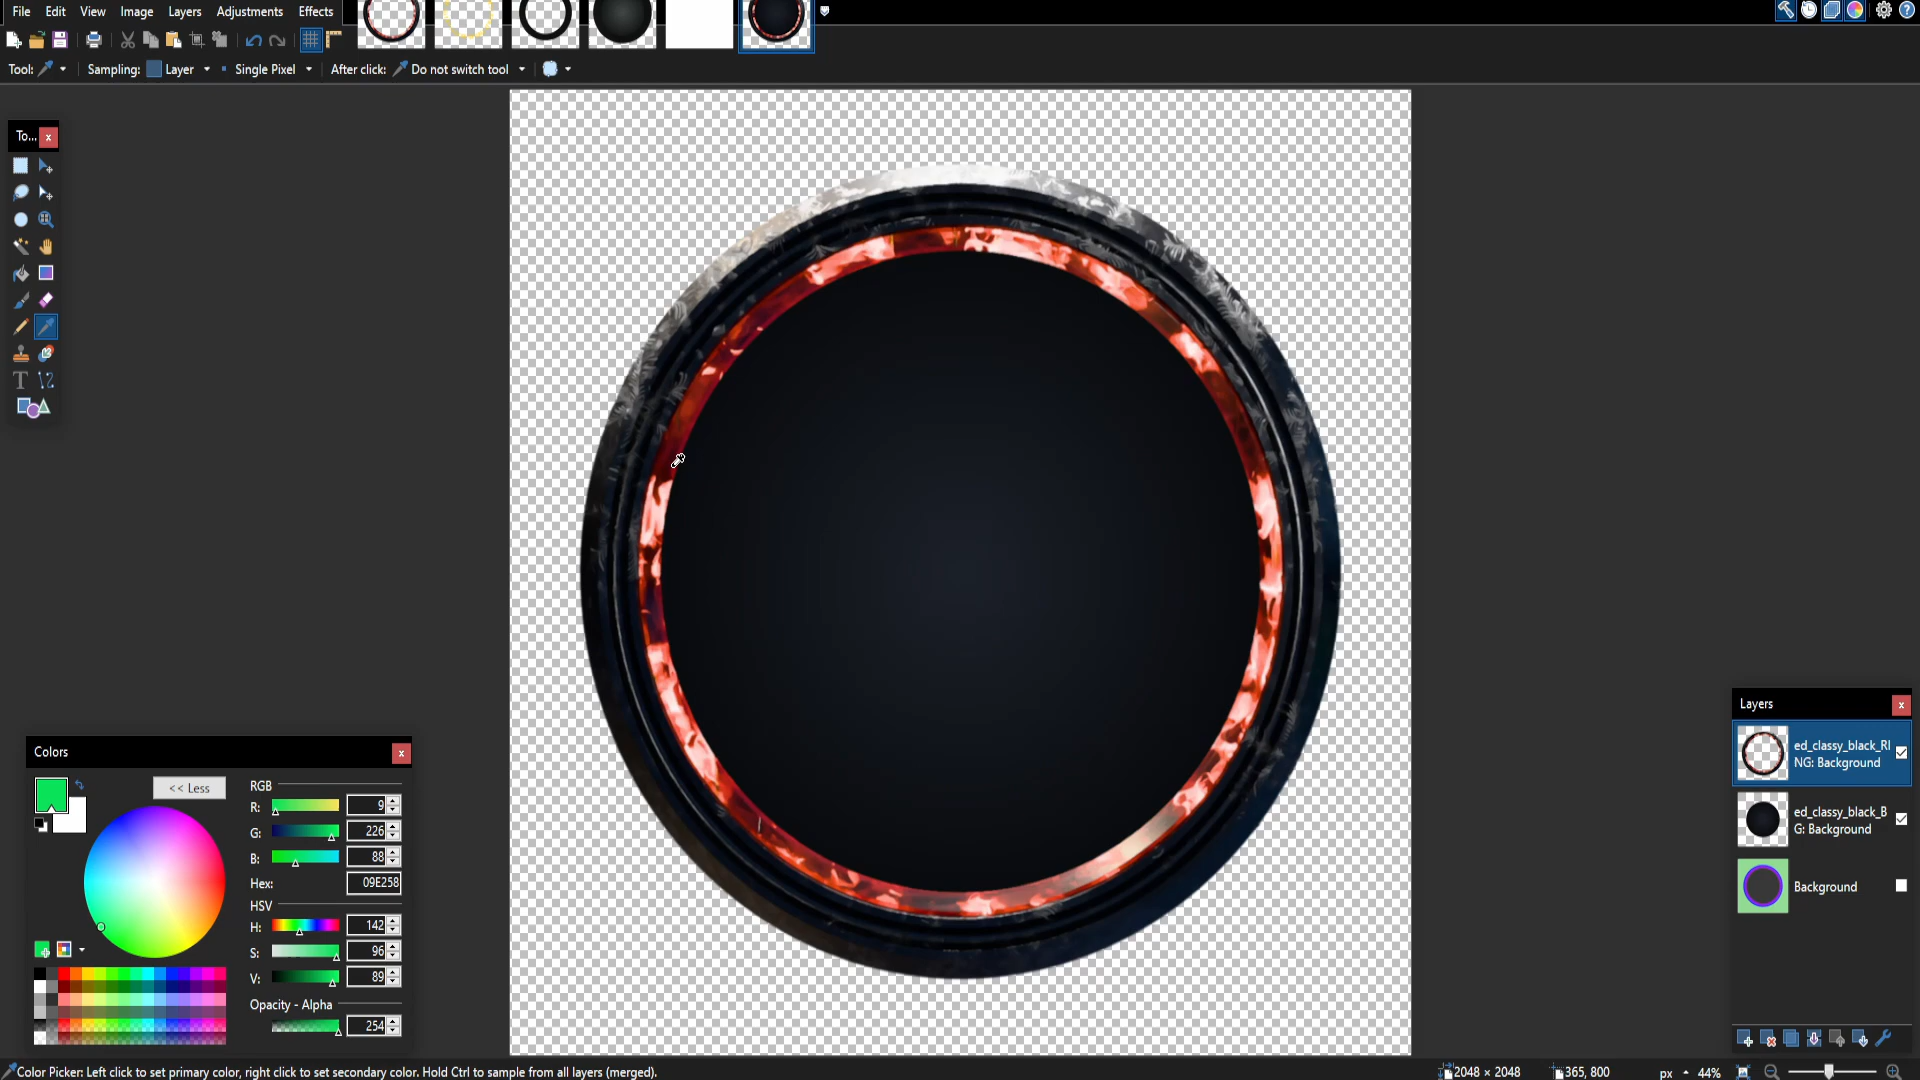 File Edit View Image Layers Adjustments Effects
Tool: Sampling: Layer Single Pixel After click: Do not switch tool
To...
Colors
<< Less
RGB
R: 9
G: 226
B: 88
Hex: 09E258
HSV
H: 142
S: 96
V: 89
Opacity - Alpha
254
Layers
ed_classy_black_RI
NG: Background
ed_classy_black_B
G: Background
Background
Color Picker: Left click to set primary color, right click to set secondary color. Hold Ctrl to sample from all layers (merged).
2048 × 2048 365, 800 px 44%